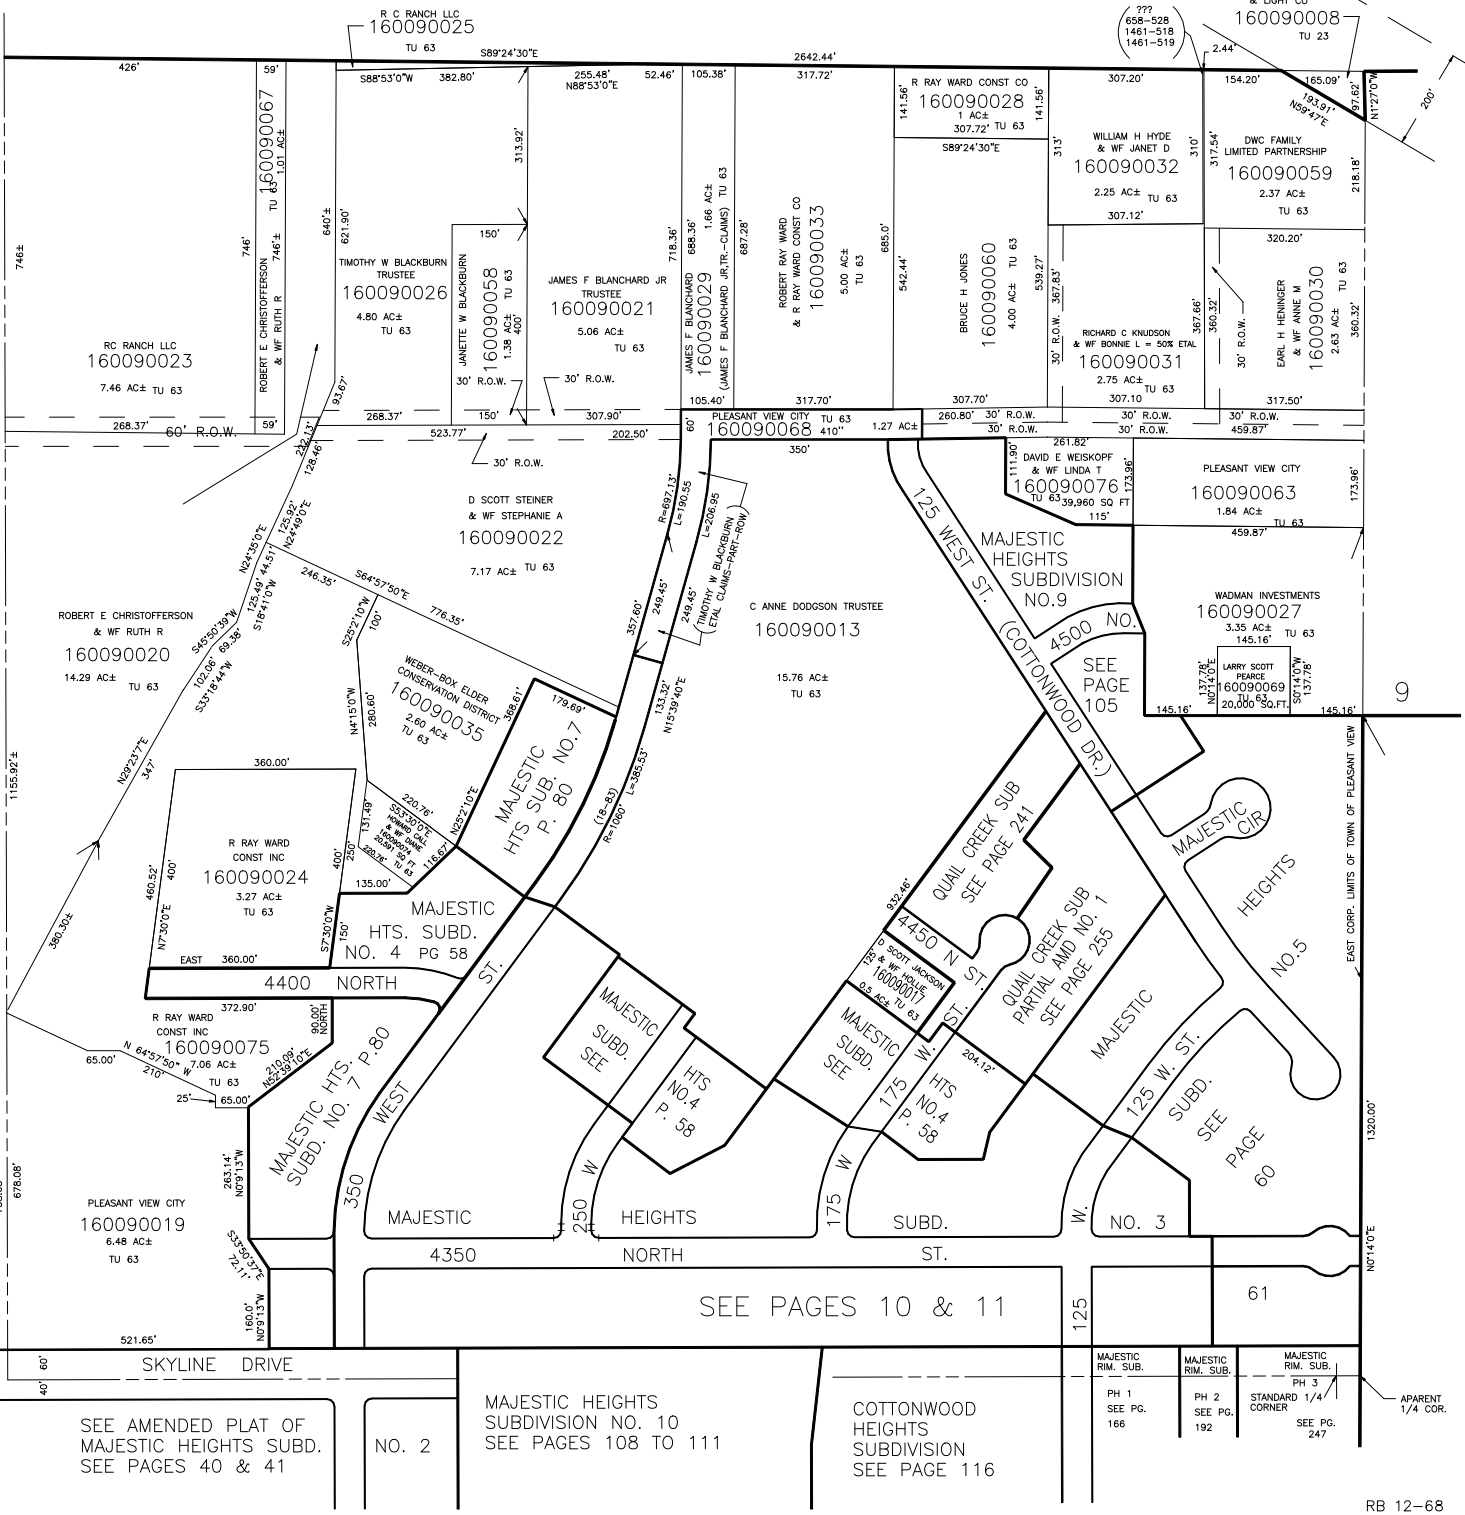 R C RANCH LLC
160090025
TU 63
S89°24'30"E
2642.44'
???
658-528
1461-518
1461-519
2.44'
& LIGHT CO
160090008
TU 23
200'
426'
59'
S88°53'0"W
382.80'
255.48'
N88°53'0"E
52.46'
105.38'
317.72'
307.20'
154.20'
165.09'
193.91'
N59°47'E
97.62'
N1°27'0"W
746±
RC RANCH LLC
160090023
7.46 AC± TU 63
268.37'
60' R.O.W.
746'
ROBERT E CHRISTOFFERSON
& WF RUTH R
160090067
1.01 AC±
TU 63
746'±
59'
640'±
621.90'
93.67'
222.13'
128.46'
TIMOTHY W BLACKBURN
TRUSTEE
160090026
4.80 AC±
TU 63
268.37'
313.92'
150'
JANETTE W BLACKBURN
160090058
1.38 AC± TU 63
400'
30' R.O.W.
150'
JAMES F BLANCHARD JR
TRUSTEE
160090021
5.06 AC±
TU 63
30' R.O.W.
307.90'
718.36'
JAMES F BLANCHARD 688.36'
160090029
1.66 AC±
(JAMES F BLANCHARD JR,TR.-CLAIMS) TU 63
687.28'
105.40'
ROBERT RAY WARD
& R RAY WARD CONST CO
160090033
5.00 AC±
TU 63
685.0'
317.70'
R RAY WARD CONST CO
160090028
1 AC±
307.72' TU 63
141.56'
141.56'
S89°24'30"E
542.44'
BRUCE H JONES
160090060
4.00 AC± TU 63
539.27'
307.70'
313'
WILLIAM H HYDE
& WF JANET D
160090032
2.25 AC± TU 63
307.12'
310'
317.54'
DWC FAMILY
LIMITED PARTNERSHIP
160090059
2.37 AC±
TU 63
218.18'
320.20'
30' R.O.W. 367.83'
RICHARD C KNUDSON
& WF BONNIE L = 50% ETAL
160090031
2.75 AC±
TU 63
307.10
367.66'
360.32'
30' R.O.W.
EARL H HENINGER
& WF ANNE M
160090030
2.63 AC± TU 63
360.32'
317.50'
523.77'
202.50'
30' R.O.W.
60'
PLEASANT VIEW CITY TU 63
160090068 410'' 1.27 AC±
350'
260.80' 30' R.O.W.
30' R.O.W.
30' R.O.W.
30' R.O.W.
30' R.O.W.
30' R.O.W.
261.82'
459.87'
111.90'
DAVID E WEISKOPF
& WF LINDA T
160090076
TU 63 39,960 SQ FT
115'
173.96'
PLEASANT VIEW CITY
160090063
1.84 AC±
TU 63
173.96'
459.87'
D SCOTT STEINER
& WF STEPHANIE A
160090022
7.17 AC± TU 63
R=697.13'
L=190.55
L=206.95
(TIMOTHY W BLACKBURN
ETAL CLAIMS-PART-ROW)
357.60'
249.45'
249.45'
133.32'
N15°39'40"E
C ANNE DODGSON TRUSTEE
160090013
15.76 AC±
TU 63
125 WEST ST. (COTTONWOOD DR.)
MAJESTIC
HEIGHTS
SUBDIVISION
NO.9
4500 NO.
SEE
PAGE
105
WADMAN INVESTMENTS
160090027
3.35 AC±
145.16' TU 63
137.78'
N0°14'0"E
LARRY SCOTT
PEARCE
160090069
TU 63
20,000 SQ.FT.
S0°14'0"W
137.78'
145.16'
145.16'
9
125.92'
N24°49'0"E
N24°35'0"E
44.51'
125.49'
S18°41'0"W
S45°50'39"W
69.38'
102.06'
S33°18'44"W
N29°23'7"E
347'
380.30±
1155.92'±
ROBERT E CHRISTOFFERSON
& WF RUTH R
160090020
14.29 AC±
TU 63
246.35'
S64°57'50"E
776.35'
S25°2'10"W
100'
N4°15'0"W
280.60'
WEBER-BOX ELDER
CONSERVATION DISTRICT
160090035
2.60 AC±
TU 63
368.61'
N25°2'10"E
179.69'
MAJESTIC
HTS SUB. NO.7
P. 80
L=385.53'
(18-83)
R=1060'
131.49'
220.76'
S53°30'0"E
HOWARD CALL
& WF DIANE
160090074
20,591 SQ FT
TU 63
220.76'
116.67'
135.00'
360.00'
R RAY WARD
CONST INC
160090024
3.27 AC±
TU 63
460.52'
400'
N7°30'0"E
400'
250'
S7°30'0"W
150'
EAST 360.00'
MAJESTIC
HTS. SUBD.
NO. 4 PG 58
4400 NORTH
372.90'
90.00'
NORTH
R RAY WARD
CONST INC
160090075
7.06 AC±
TU 63
65.00'
N 64°57'50" W
210'
210.09'
N52°39'10"E
25'
65.00'
MAJESTIC HTS.
SUBD. NO. 7 P.80
350 WEST ST.
QUAIL CREEK SUB
SEE PAGE 241
932.46'
4450 N ST.
D SCOTT JACKSON
& WF HOLLIE
160090017
0.5 AC± TU 63
125'
QUAIL CREEK SUB
PARTIAL AMD NO. 1
SEE PAGE 255
MAJESTIC
CIR
MAJESTIC
HEIGHTS
NO.5
SUBD.
SEE
PAGE
60
125 W. ST.
MAJESTIC
SUBD.
SEE
HTS
NO.4
P. 58
MAJESTIC
SUBD.
SEE
175 W. ST.
204.12'
HTS
NO.4
P. 58
EAST CORP. LIMITS OF TOWN OF PLEASANT VIEW
1320.00'
N0°14'0"E
678.08'
263.14'
N0°9'13"W
PLEASANT VIEW CITY
160090019
6.48 AC±
TU 63
S33°50'37"E
72.11'
160.0'
N0°9'13"W
521.65'
MAJESTIC
250 W
HEIGHTS
175 W
SUBD.
W.
NO. 3
4350
NORTH
ST.
SEE PAGES 10 & 11
125
61
60'
40'
SKYLINE DRIVE
SEE AMENDED PLAT OF
MAJESTIC HEIGHTS SUBD.
SEE PAGES 40 & 41
NO. 2
MAJESTIC HEIGHTS
SUBDIVISION NO. 10
SEE PAGES 108 TO 111
COTTONWOOD
HEIGHTS
SUBDIVISION
SEE PAGE 116
MAJESTIC
RIM. SUB.
PH 1
SEE PG.
166
MAJESTIC
RIM. SUB.
PH 2
SEE PG.
192
MAJESTIC
RIM. SUB.
PH 3
STANDARD 1/4
CORNER
SEE PG.
247
APARENT
1/4 COR.
RB 12-68